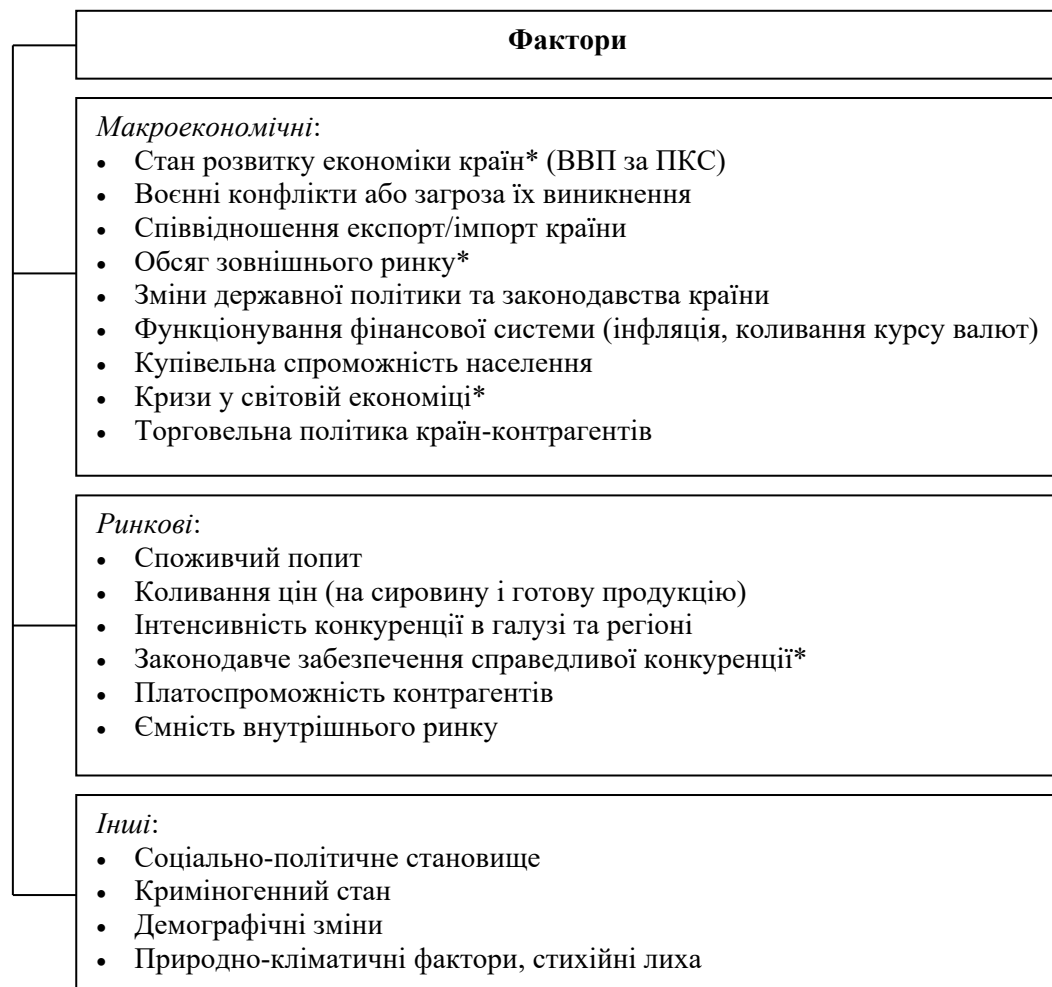 Фактори
Макроекономічні:
• Стан розвитку економіки країн* (ВВП за ПКС)
• Воєнні конфлікти або загроза їх виникнення
• Співвідношення експорт/імпорт країни
• Обсяг зовнішнього ринку*
• Зміни державної політики та законодавства країни
• Функціонування фінансової системи (інфляція, коливання курсу валют)
• Купівельна спроможність населення
• Кризи у світовій економіці*
• Торговельна політика країн-контрагентів
Ринкові:
• Споживчий попит
• Коливання цін (на сировину і готову продукцію)
• Інтенсивність конкуренції в галузі та регіоні
• Законодавче забезпечення справедливої конкуренції*
• Платоспроможність контрагентів
• Ємність внутрішнього ринку
Інші:
• Соціально-політичне становище
• Криміногенний стан
• Демографічні зміни
• Природно-кліматичні фактори, стихійні лиха